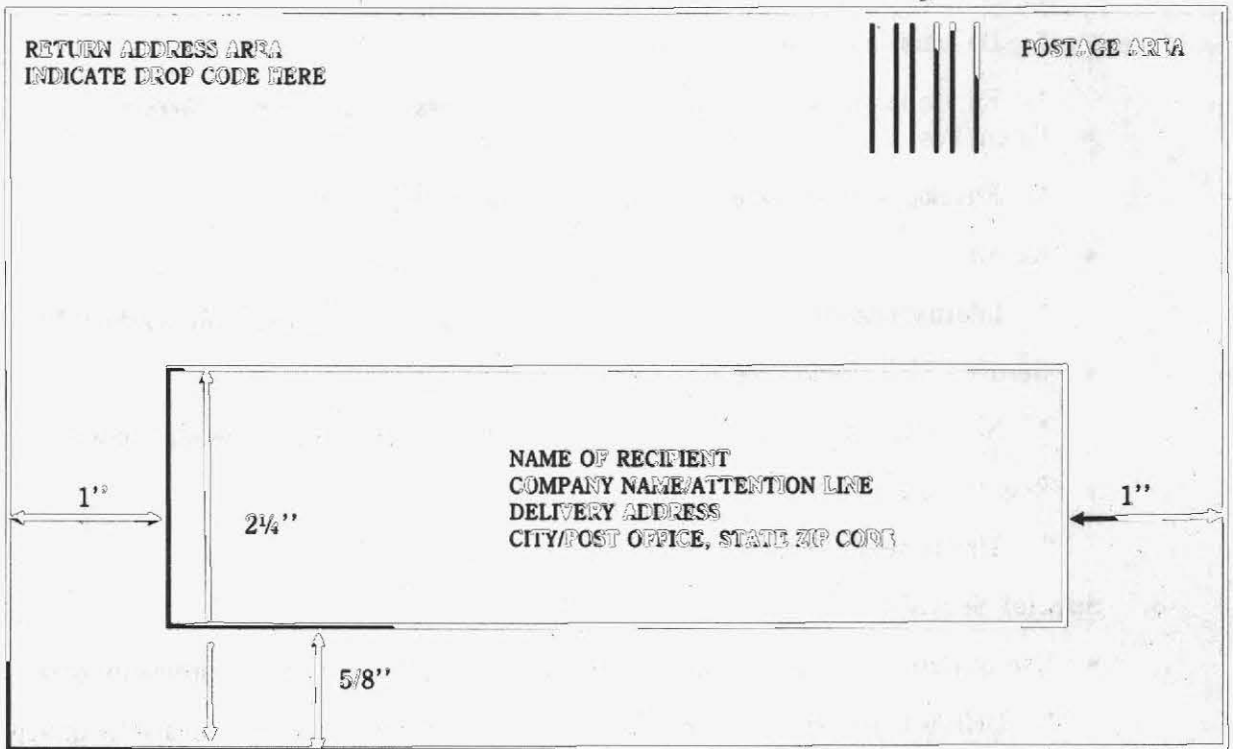 RETURN ADDRESS AREA
INDICATE DROP CODE HERE
POSTAGE AREA
NAME OF RECIPIENT
COMPANY NAME/ATTENTION LINE
DELIVERY ADDRESS
CITY/POST OFFICE, STATE ZIP CODE
1’’
2¼’’
1’’
5/8’’